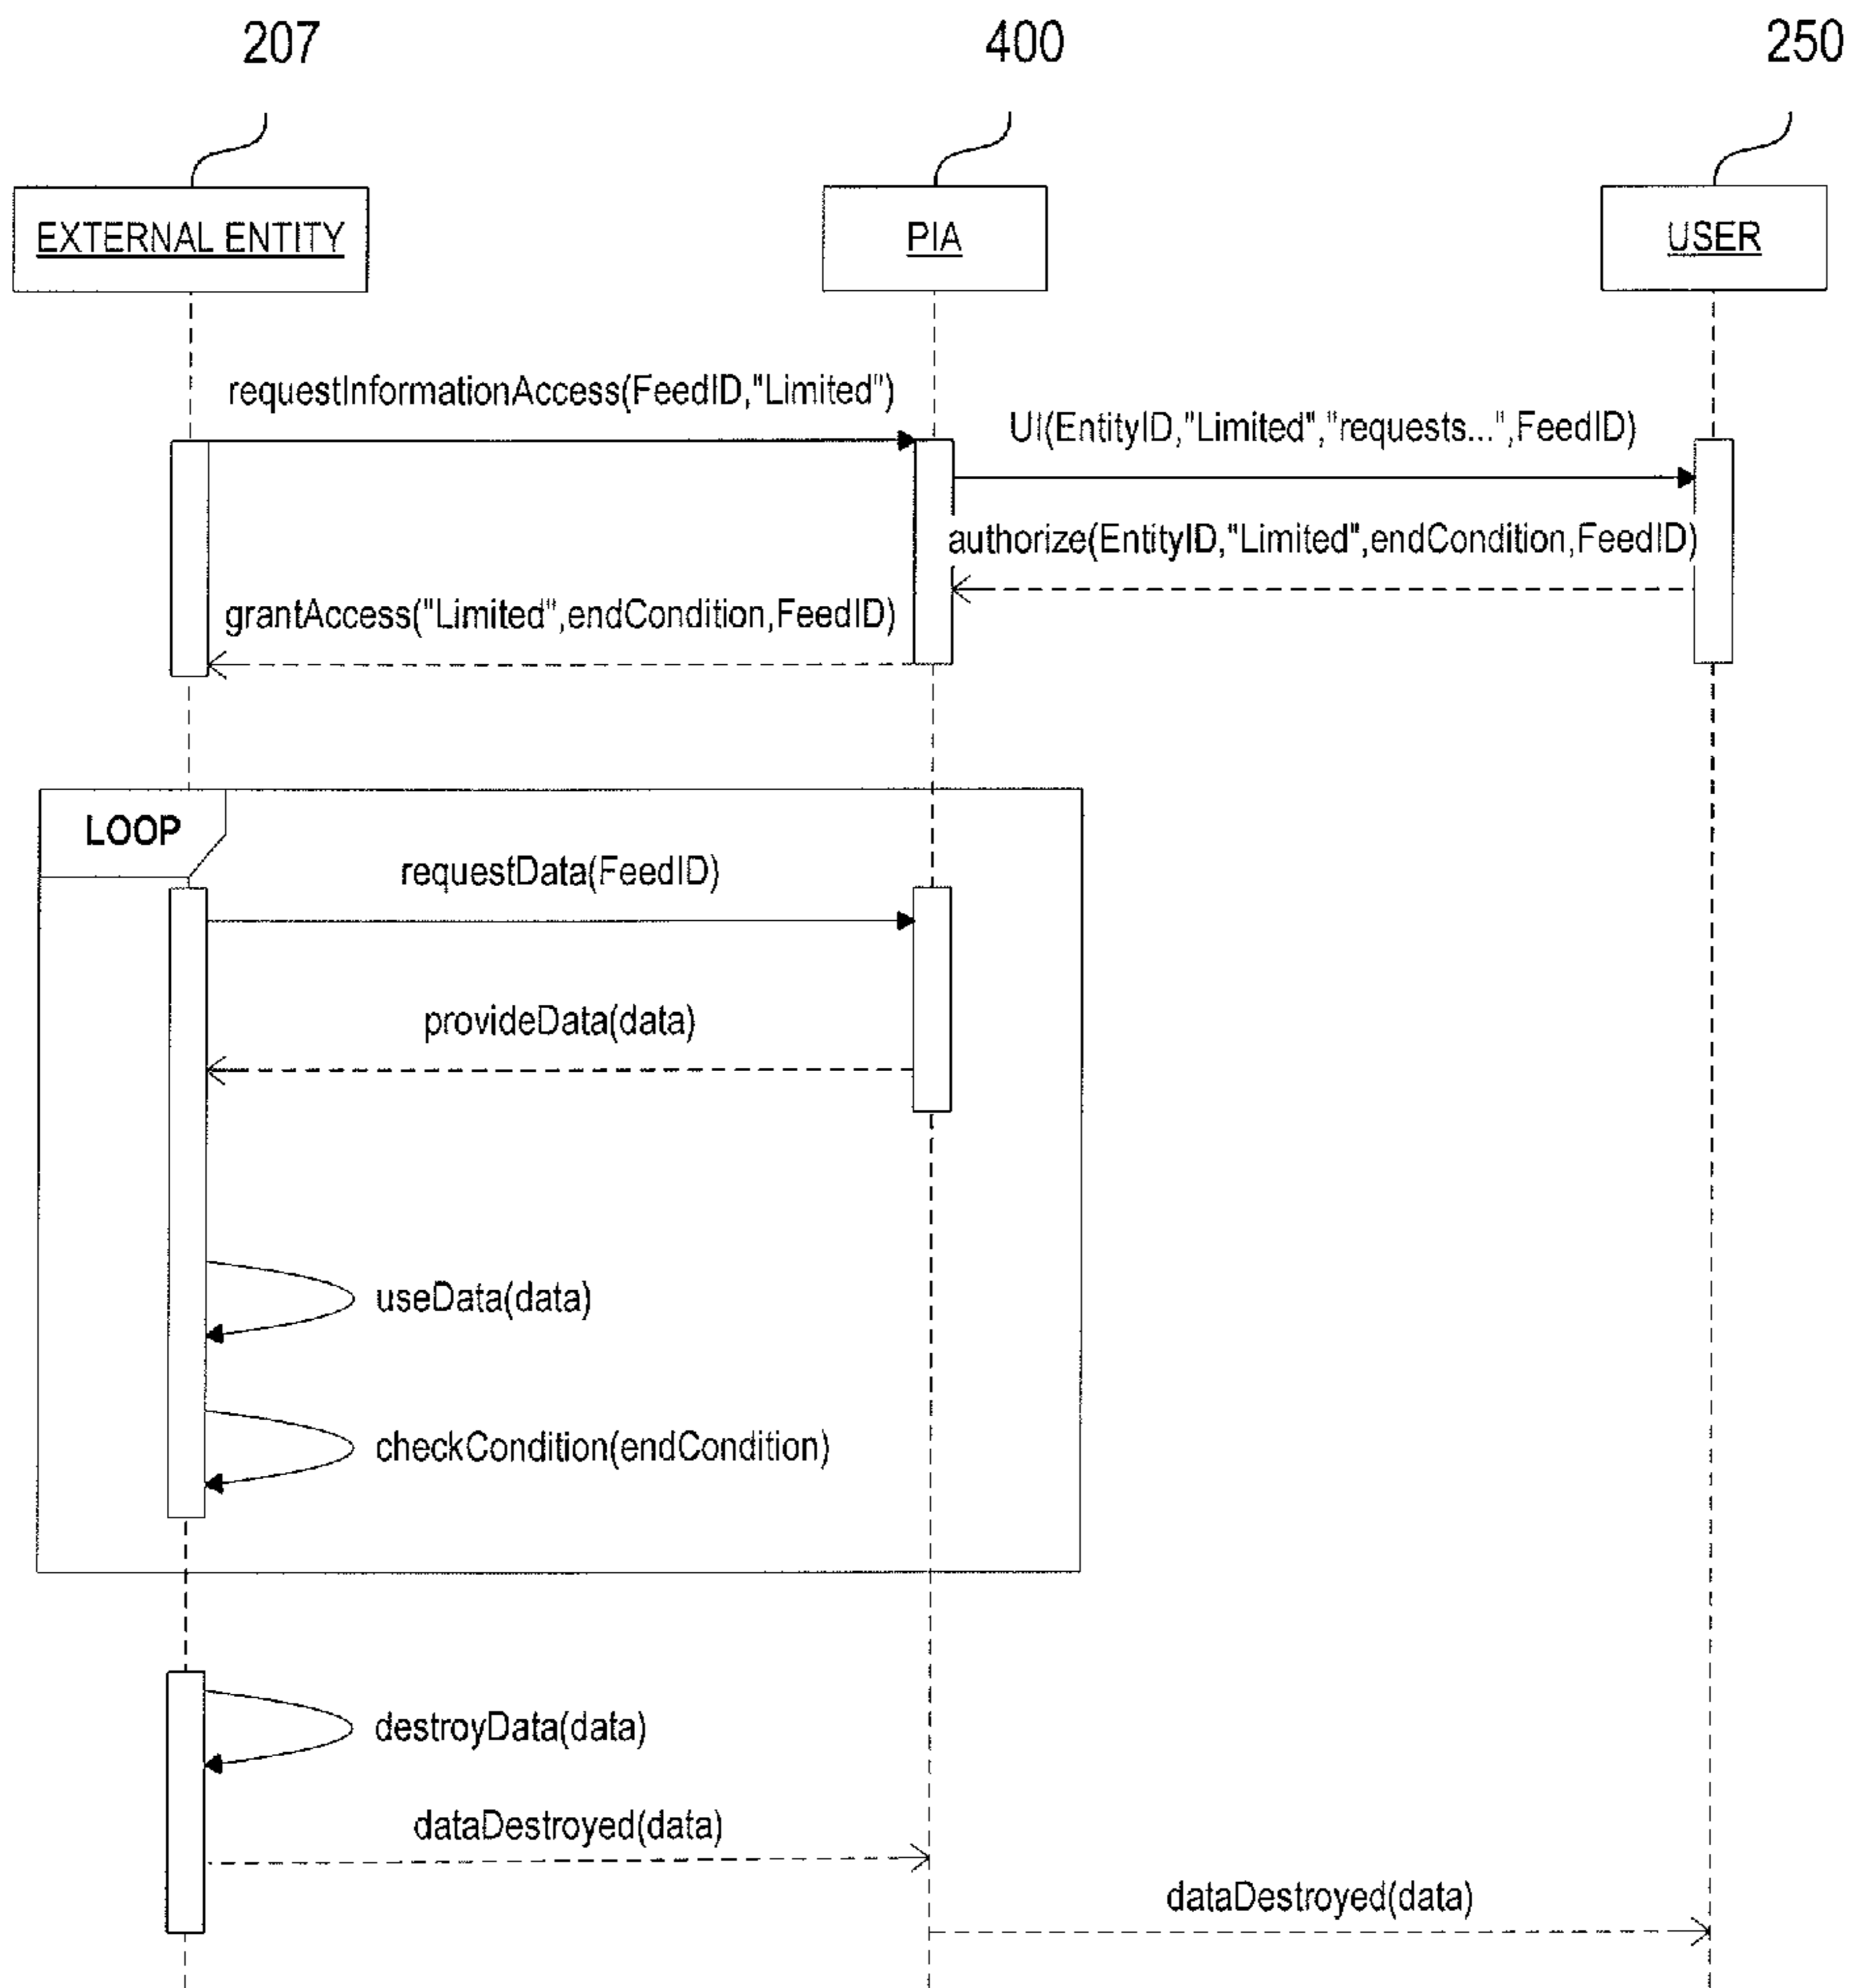 207
400
250
EXTERNAL ENTITY
PIA
USER
requestInformationAccess(FeedID,"Limited")
UI(EntityID,"Limited","requests...",FeedID)
authorize(EntityID,"Limited",endCondition,FeedID)
grantAccess("Limited",endCondition,FeedID)
LOOP
requestData(FeedID)
provideData(data)
useData(data)
checkCondition(endCondition)
destroyData(data)
dataDestroyed(data)
dataDestroyed(data)